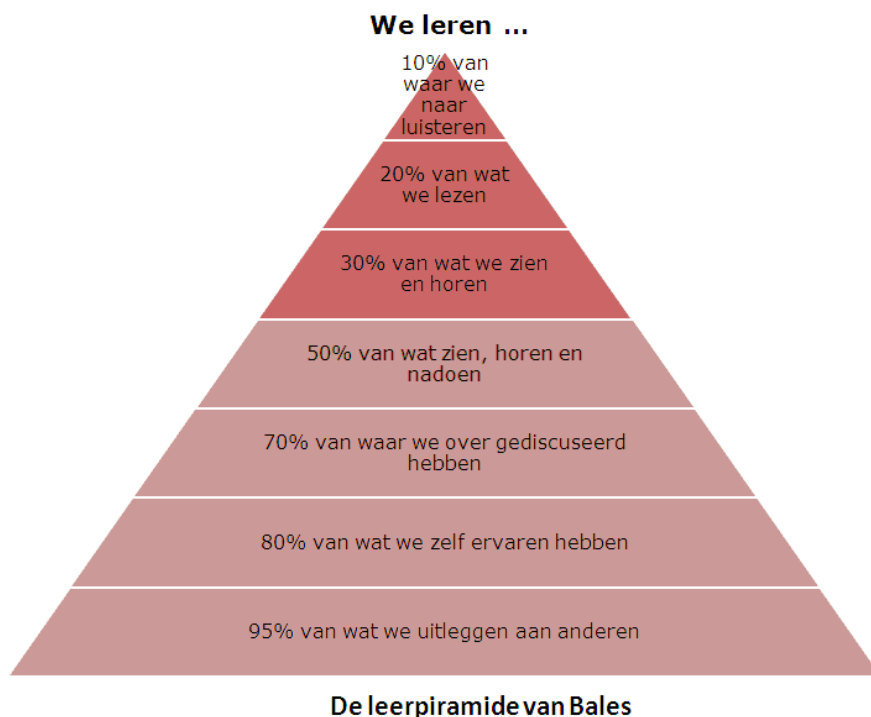 We leren ...
10% van
waar we
naar
luisteren
20% van wat
we lezen
30% van wat we zien
en horen
50% van wat zien, horen en
nadoen
70% van waar we over gediscuseerd
hebben
80% van wat we zelf ervaren hebben
95% van wat we uitleggen aan anderen
De leerpiramide van Bales